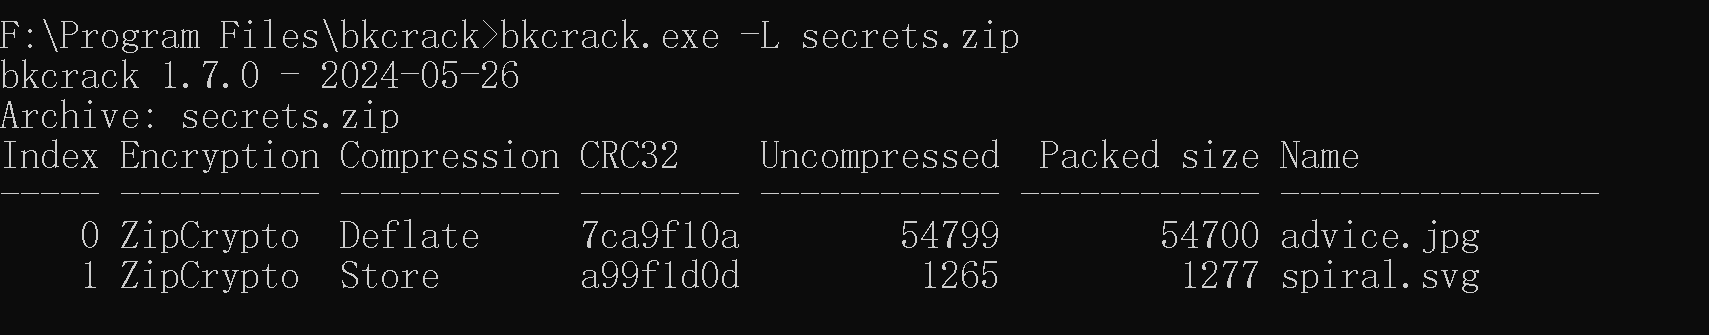 F:\Program Files\bkcrack>bkcrack.exe -L secrets.zip
bkcrack 1.7.0 - 2024-05-26
Archive: secrets.zip
Index Encryption Compression CRC32    Uncompressed  Packed size Name
----- ---------- ----------- -------- ------------ ------------ ----------------
    0 ZipCrypto  Deflate     7ca9f10a        54799        54700 advice.jpg
    1 ZipCrypto  Store       a99f1d0d         1265         1277 spiral.svg